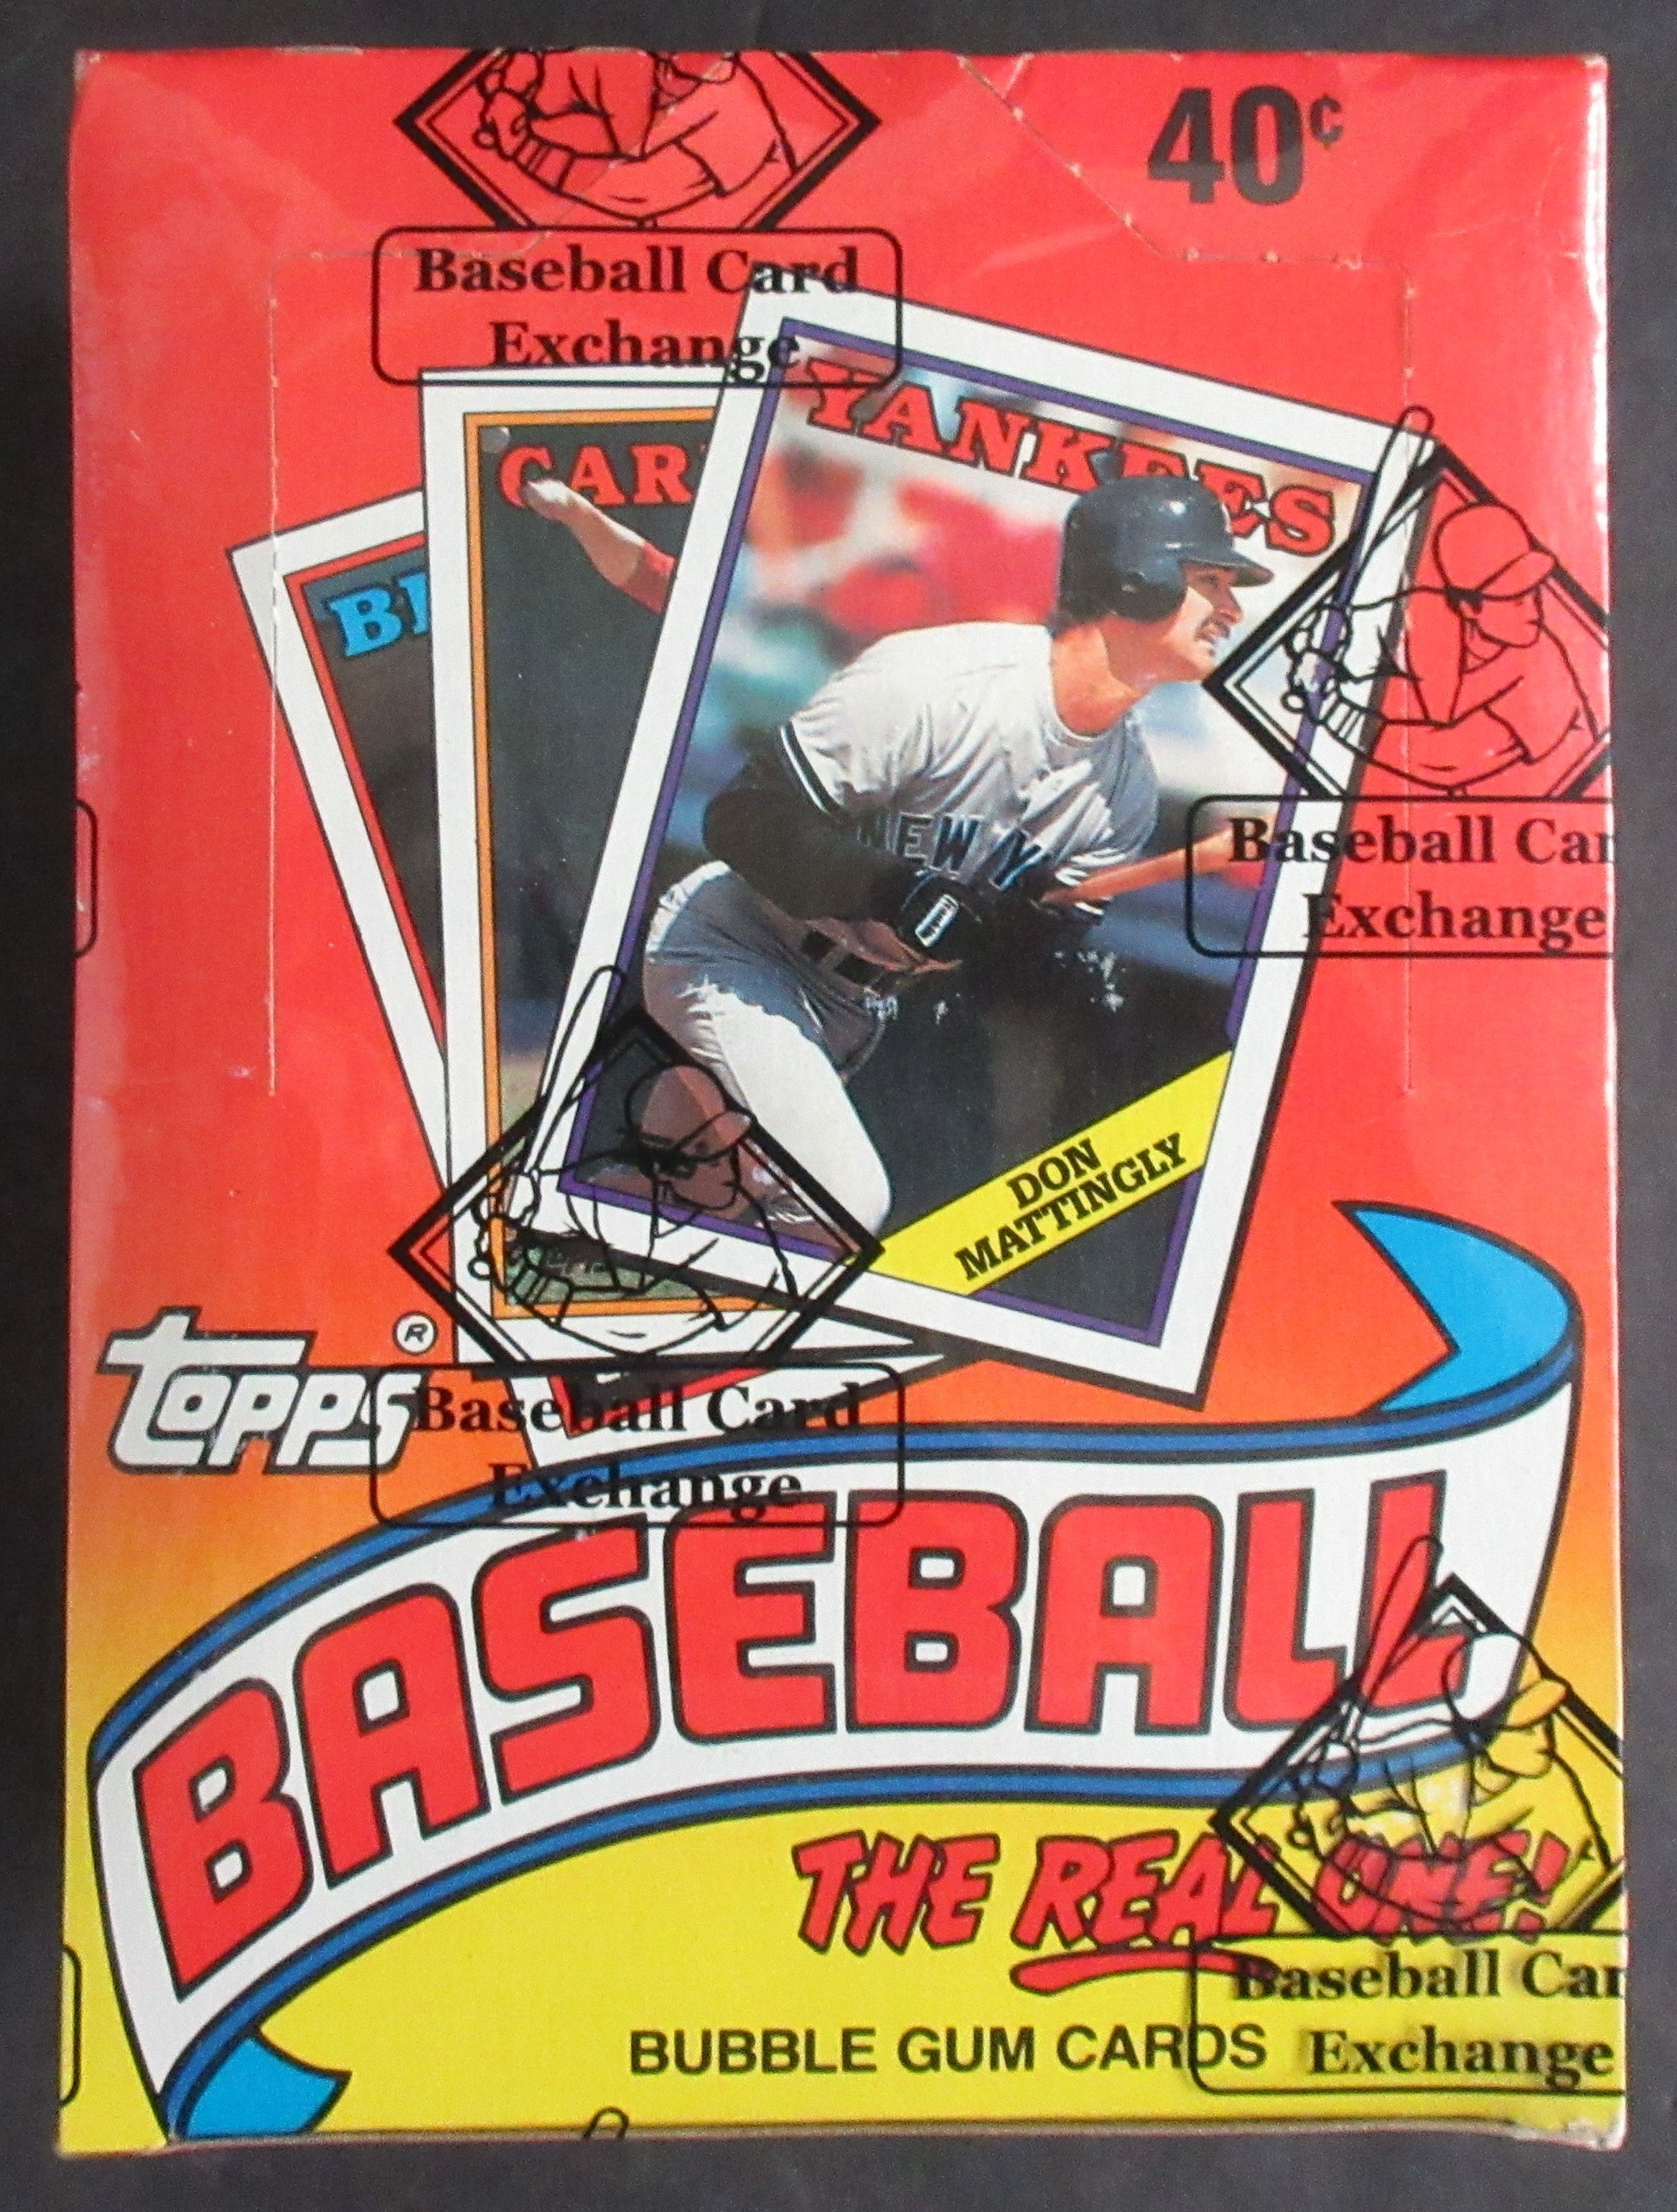 40¢
Baseball Card
Exchange
YANKEES
CAR
NEW Y
Baseball Car
Exchange
DON
MATTINGLY
topps®
Baseball Card
Exchange
BASEBALL
THE REAL ONE!
Baseball Car
Exchange
BUBBLE GUM CARDS